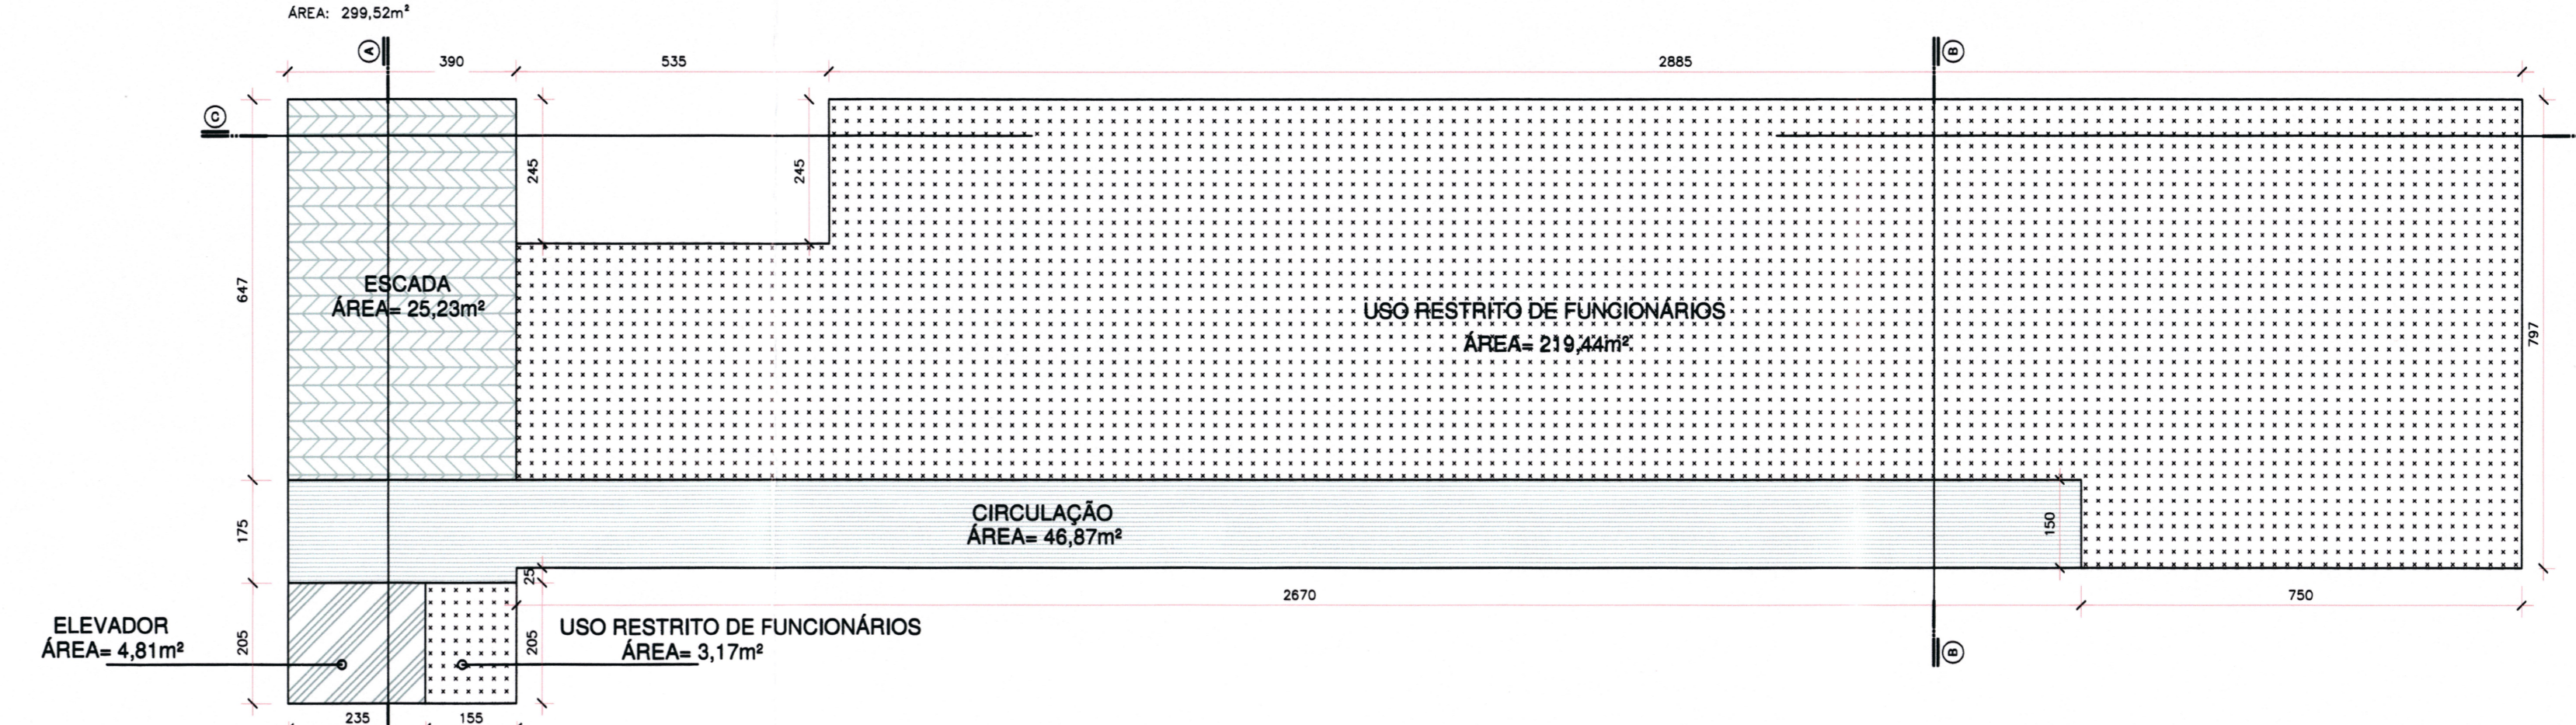 ÁREA: 299,52m²
A
390
535
2885
B
C
245
245
647
ESCADA
ÁREA= 25,23m²
USO RESTRITO DE FUNCIONÁRIOS
ÁREA= 219,44m²
797
CIRCULAÇÃO
ÁREA= 46,87m²
175
150
25
2670
750
ELEVADOR
ÁREA= 4,81m²
205
205
USO RESTRITO DE FUNCIONÁRIOS
ÁREA= 3,17m²
B
235
155